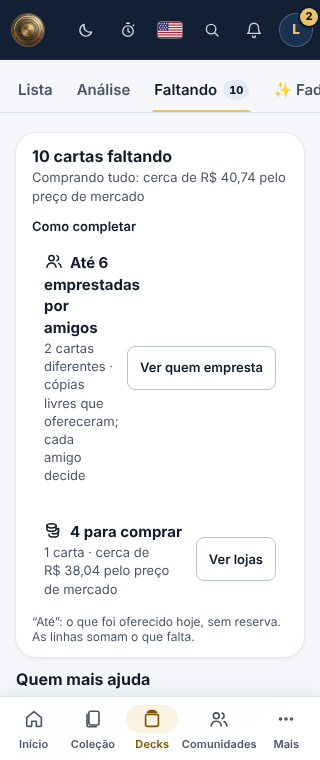 L
2
Lista
Análise
Faltando 10
✨ Fad
10 cartas faltando
Comprando tudo: cerca de R$ 40,74 pelo
preço de mercado
Como completar
Até 6
emprestadas
por
amigos
2 cartas
diferentes ·
cópias
livres que
ofereceram;
cada
amigo
decide
Ver quem empresta
4 para comprar
1 carta · cerca de
R$ 38,04 pelo preço
de mercado
Ver lojas
“Até”: o que foi oferecido hoje, sem reserva.
As linhas somam o que falta.
Quem mais ajuda
Início
Coleção
Decks
Comunidades
Mais